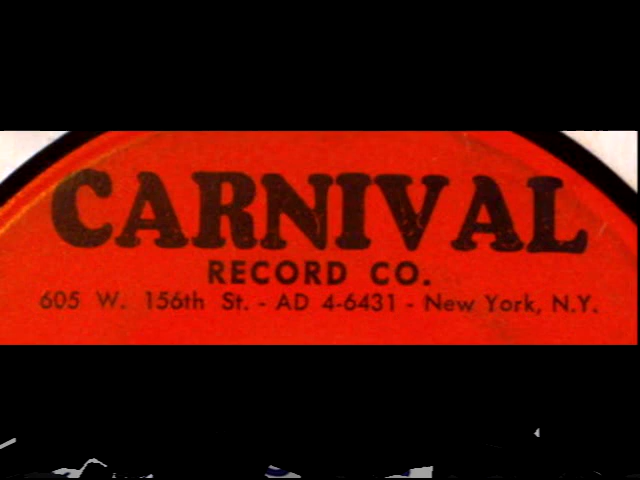 CARNIVAL
RECORD CO.
605 W. 156th St. - AD 4-6431 - New York, N.Y.